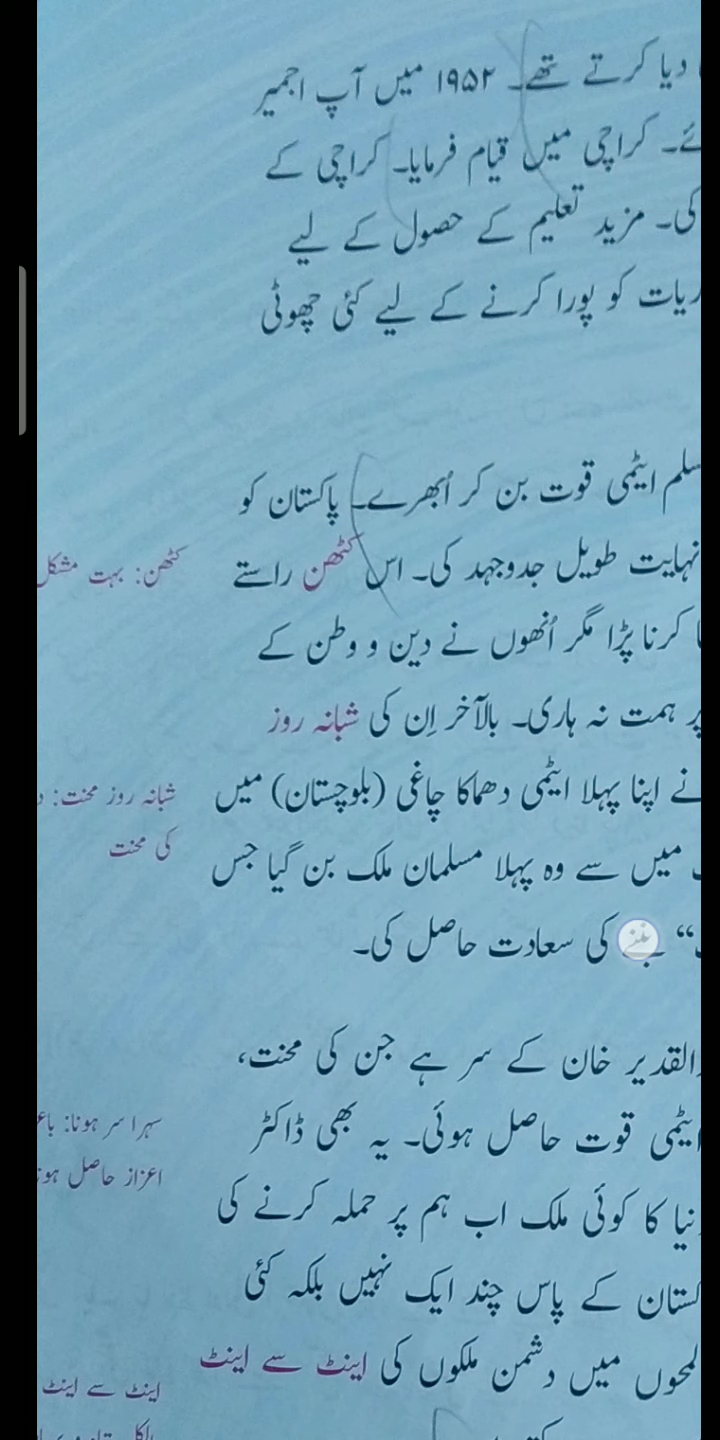 دیا کرتے تھے۔ ۱۹۵۲ میں آپ اجمیر
ئے۔ کراچی میں قیام فرمایا۔ کراچی کے
کی۔ مزید تعلیم کے حصول کے لیے
ریات کو پورا کرنے کے لیے کئی چھوٹی
سلم ایٹمی قوت بن کر اُبھرے۔ پاکستان کو
نہایت طویل جدوجہد کی۔ اس کٹھن راستے
کٹھن: بہت مشکل
کرنا پڑا مگر اُنھوں نے دین و وطن کے
پر ہمت نہ ہاری۔ بالآخر اِن کی شبانہ روز
نے اپنا پہلا ایٹمی دھماکا چاغی (بلوچستان) میں
شبانہ روز محنت:
کی محنت
میں سے وہ پہلا مسلمان ملک بن گیا جس
“ بننے کی سعادت حاصل کی۔
القدیر خان کے سر ہے جن کی محنت،
ایٹمی قوت حاصل ہوئی۔ یہ بھی ڈاکٹر
سہرا سر ہونا:
اعزاز حاصل ہو
نیا کا کوئی ملک اب ہم پر حملہ کرنے کی
کستان کے پاس چند ایک نہیں بلکہ کئی
لمحوں میں دشمن ملکوں کی اینٹ سے اینٹ
اینٹ سے اینٹ